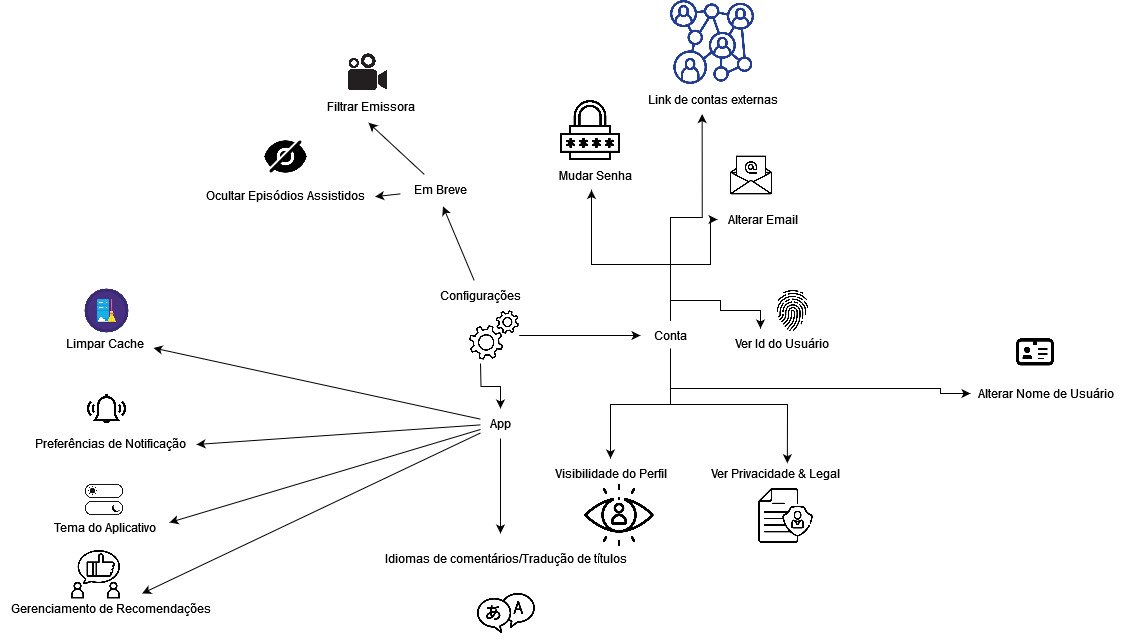 Link de contas externas
Filtrar Emissora
****
Mudar Senha
@
Em Breve
Ocultar Episódios Assistidos
Alterar Email
Configurações
Conta
Ver Id do Usuário
Limpar Cache
Alterar Nome de Usuário
App
Preferências de Notificação
Visibilidade do Perfil
Ver Privacidade & Legal
Tema do Aplicativo
Idiomas de comentários/Tradução de títulos
Gerenciamento de Recomendações
あ A